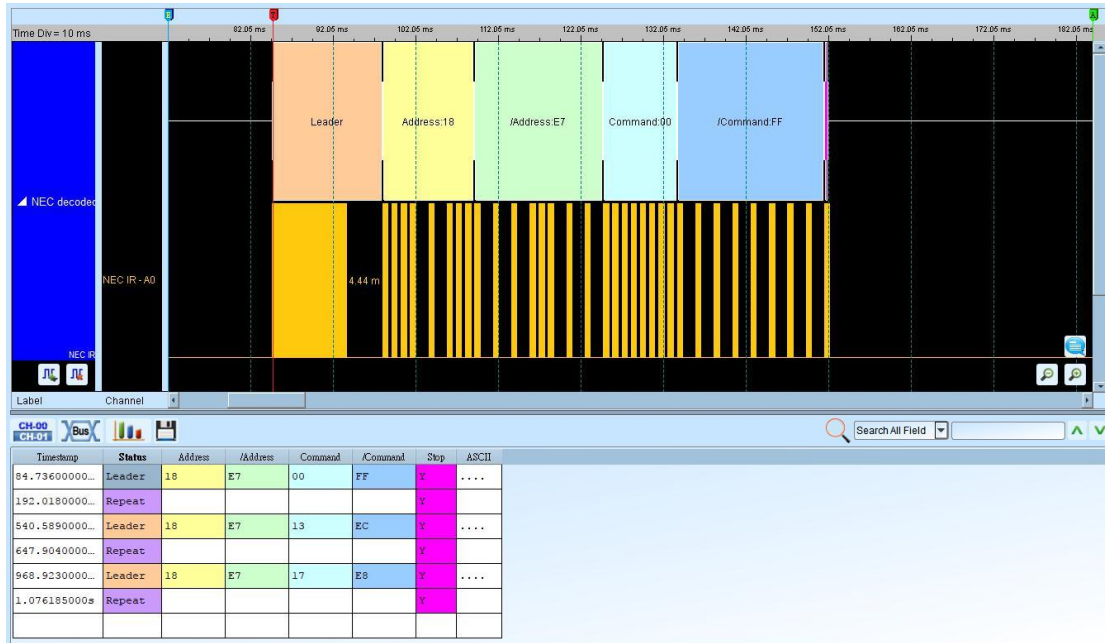 E T A
Time Div = 10 ms 82.05 ms 92.05 ms 102.05 ms 112.05 ms 122.05 ms 132.05 ms 142.05 ms 152.05 ms 162.05 ms 172.05 ms 182.05 ms
Leader Address:18 /Address:E7 Command:00 /Command:FF
NEC decoded
NEC IR - A0 4.44 m
NEC IR
Label Channel
CH-00
CH-01 Bus Search All Field
Timestamp Status Address /Address Command /Command Stop ASCII
84.73600000... Leader 18 E7 00 FF Y ....
192.0180000... Repeat Y
540.5890000... Leader 18 E7 13 EC Y ....
647.9040000... Repeat Y
968.9230000... Leader 18 E7 17 E8 Y ....
1.076185000s Repeat Y